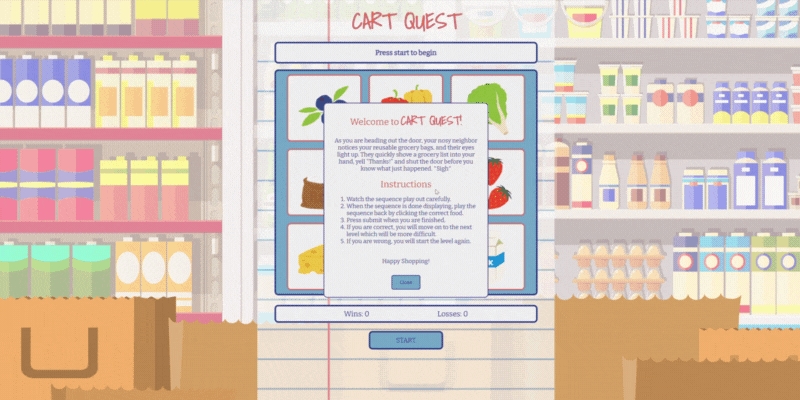 CART QUEST
Press start to begin
Welcome to CART QUEST!
As you are heading out the door, your nosy neighbor
notices your reusable grocery bags, and their eyes
light up. They quickly shove a grocery list into your
hand, yell "Thanks!" and shut the door before you
know what just happened. *Sigh*
Instructions
1. Watch the sequence play out carefully.
2. When the sequence is done displaying, play the
sequence back by clicking the correct food.
3. Press submit when you are finished.
4. If you are correct, you will move on to the next
level which will be more difficult.
5. If you are wrong, you will start the level again.
Happy Shopping!
Close
Wins: 0 Losses: 0
START